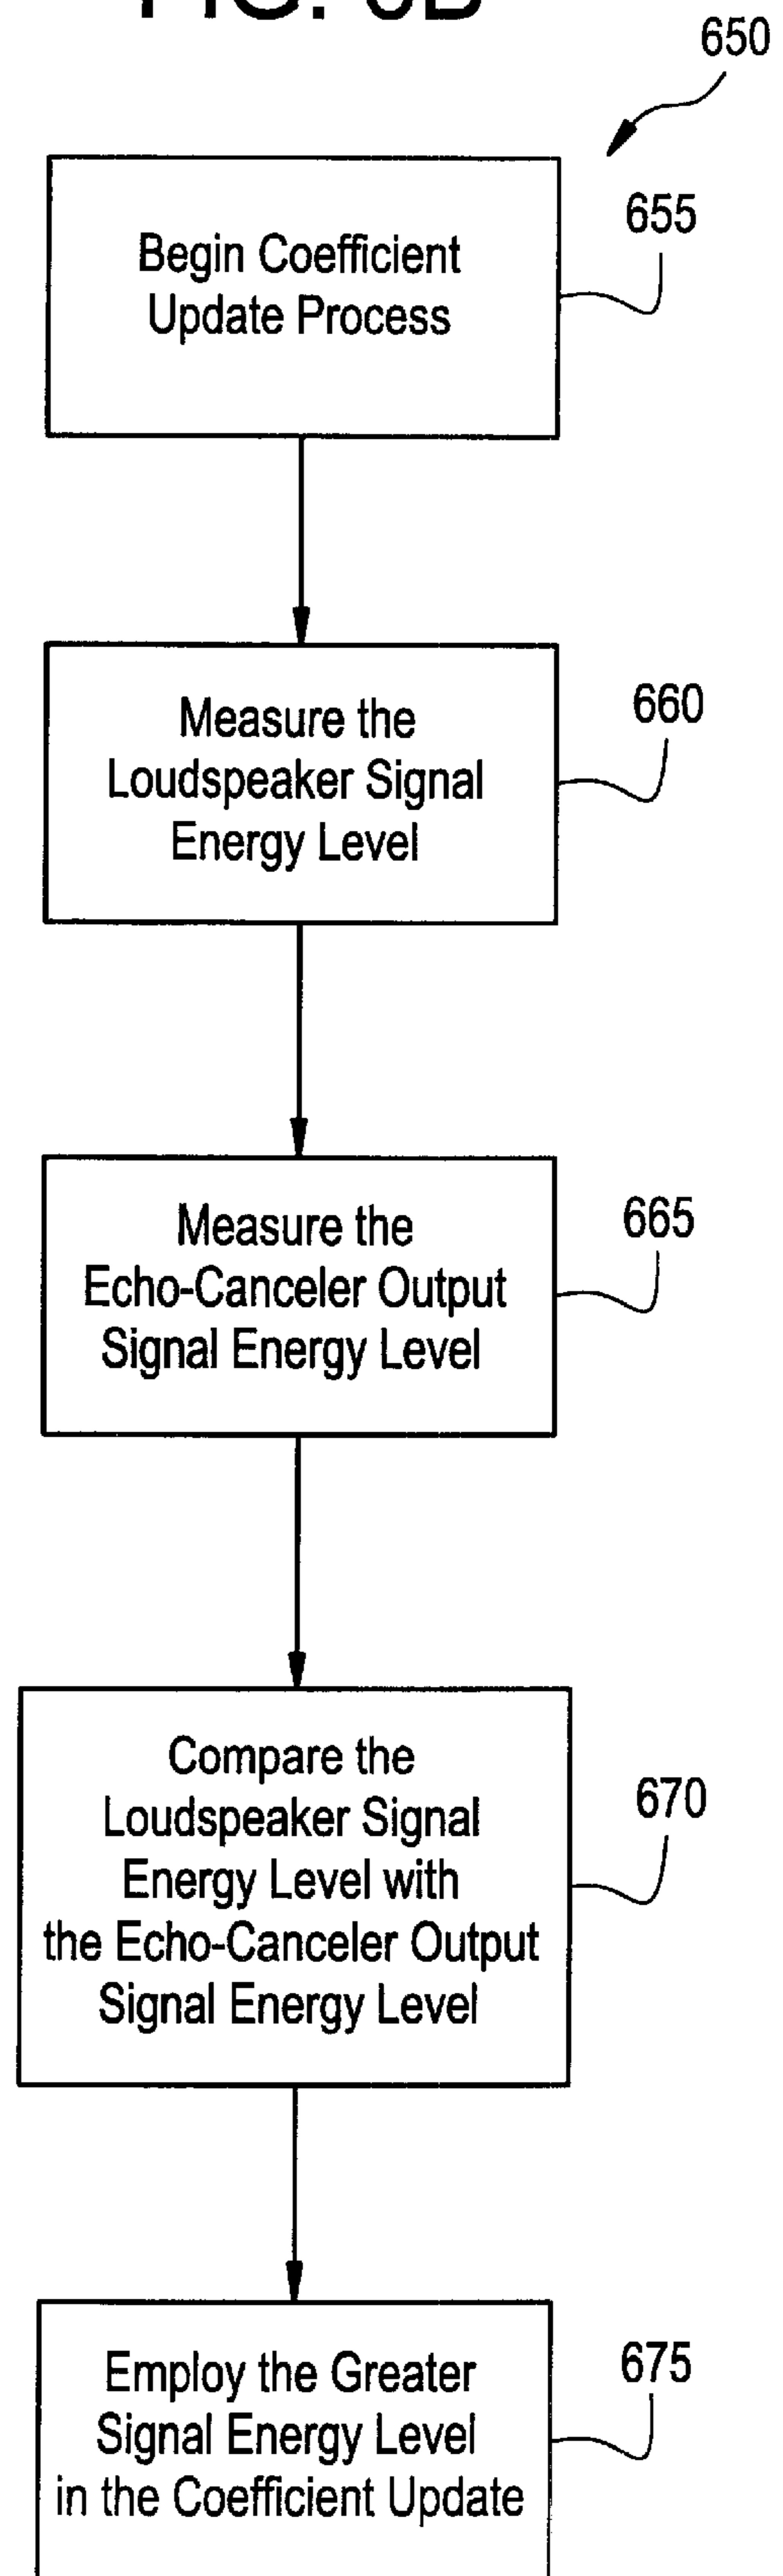 650
655
Begin Coefficient
Update Process
660
Measure the
Loudspeaker Signal
Energy Level
665
Measure the
Echo-Canceler Output
Signal Energy Level
670
Compare the
Loudspeaker Signal
Energy Level with
the Echo-Canceler Output
Signal Energy Level
675
Employ the Greater
Signal Energy Level
in the Coefficient Update